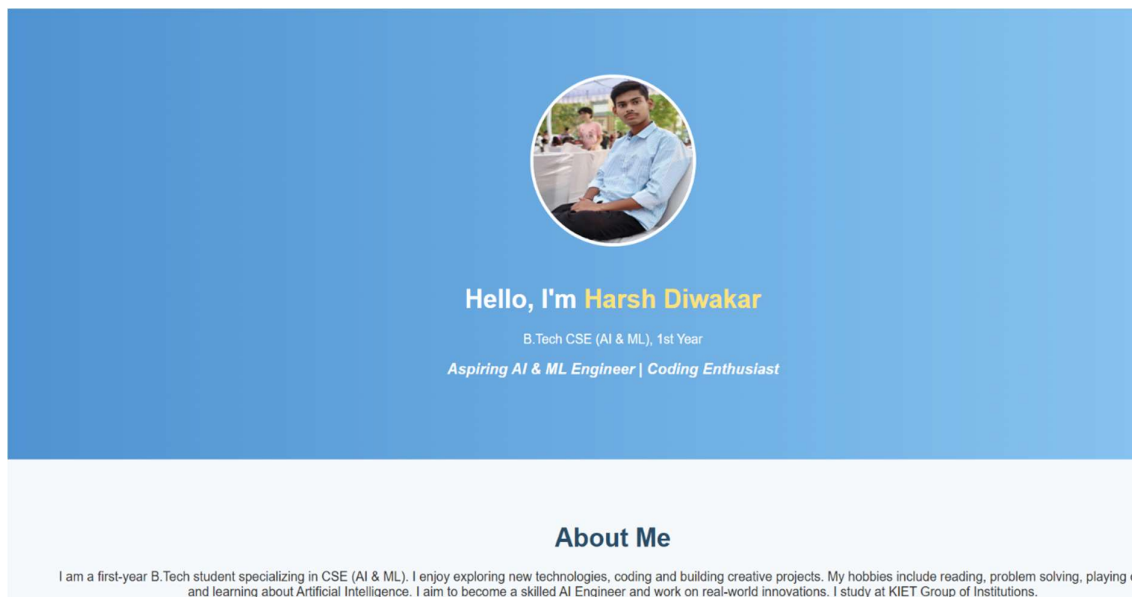 Hello, I'm Harsh Diwakar
B.Tech CSE (AI & ML), 1st Year
Aspiring AI & ML Engineer | Coding Enthusiast
About Me
I am a first-year B.Tech student specializing in CSE (AI & ML). I enjoy exploring new technologies, coding and building creative projects. My hobbies include reading, problem solving, playing
and learning about Artificial Intelligence. I aim to become a skilled AI Engineer and work on real-world innovations. I study at KIET Group of Institutions.